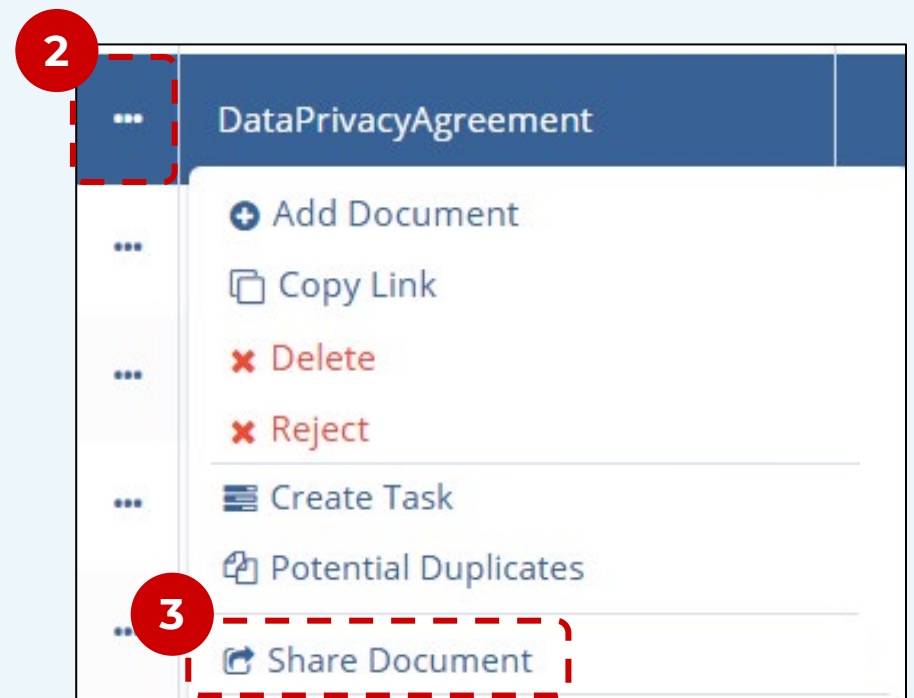 2
... DataPrivacyAgreement
Add Document
...
Copy Link
Delete
...
Reject
... Create Task
Potential Duplicates
3
Share Document